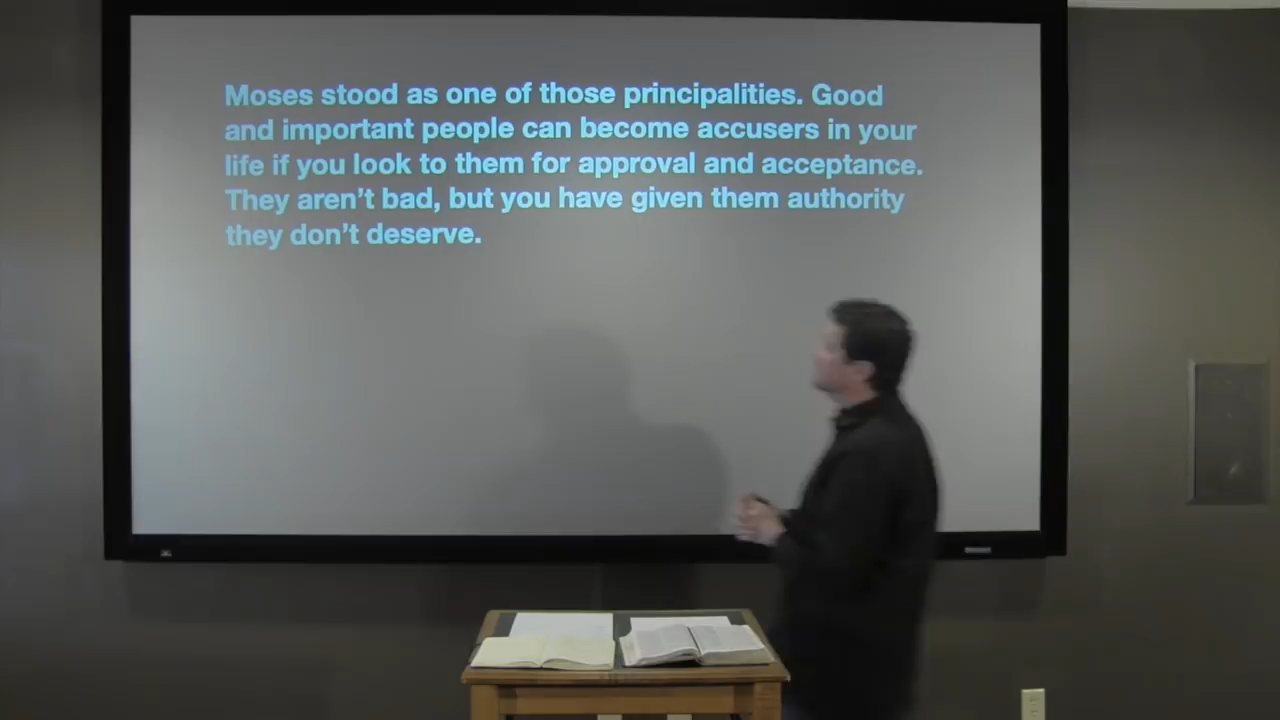 Moses stood as one of those principalities. Good
and important people can become accusers in your
life if you look to them for approval and acceptance.
They aren’t bad, but you have given them authority
they don’t deserve.